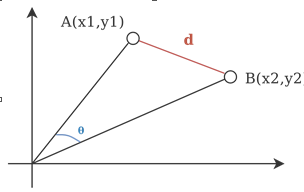 A(x1,y1)
d
B(x2,y2
θ